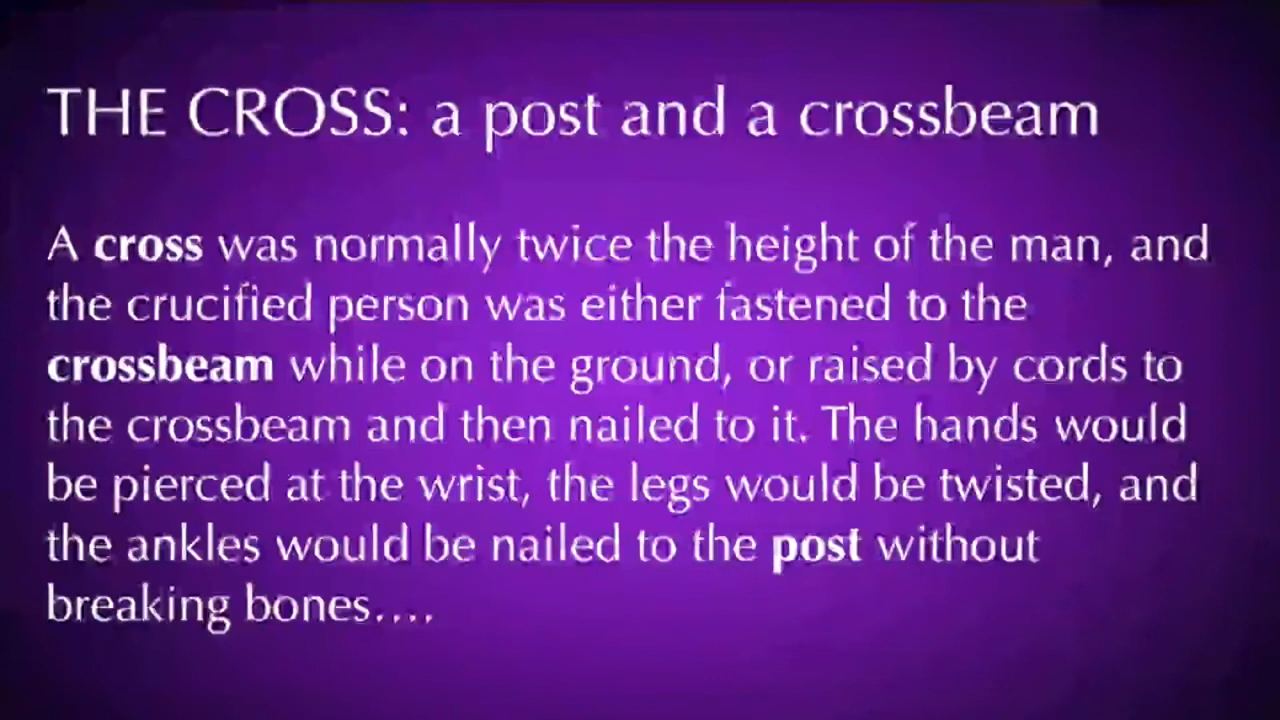 THE CROSS: a post and a crossbeam
A cross was normally twice the height of the man, and
the crucified person was either fastened to the
crossbeam while on the ground, or raised by cords to
the crossbeam and then nailed to it. The hands would
be pierced at the wrist, the legs would be twisted, and
the ankles would be nailed to the post without
breaking bones….